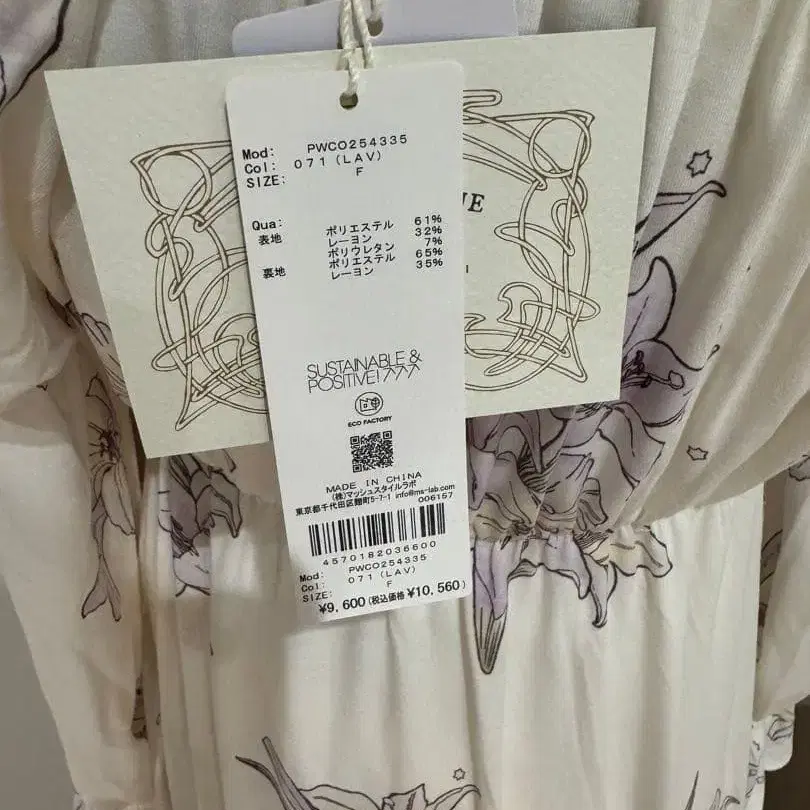 Mod: PWCO254335
Col: 071 (LAV)
SIZE: F
Qua:
表地 ポリエステル 61%
レーヨン 32%
ポリウレタン 7%
裏地 ポリエステル 65%
レーヨン 35%
SUSTAINABLE &
POSITIVE! 777
ECO FACTORY
MADE IN CHINA
(株)マッシュスタイルラボ
東京都千代田区麹町5-7-1 info@ms-lab.com
006157
4570182036600
Mod: PWCO254335
Col: 071 (LAV)
SIZE: F
¥9,600(税込価格 ¥10,560)